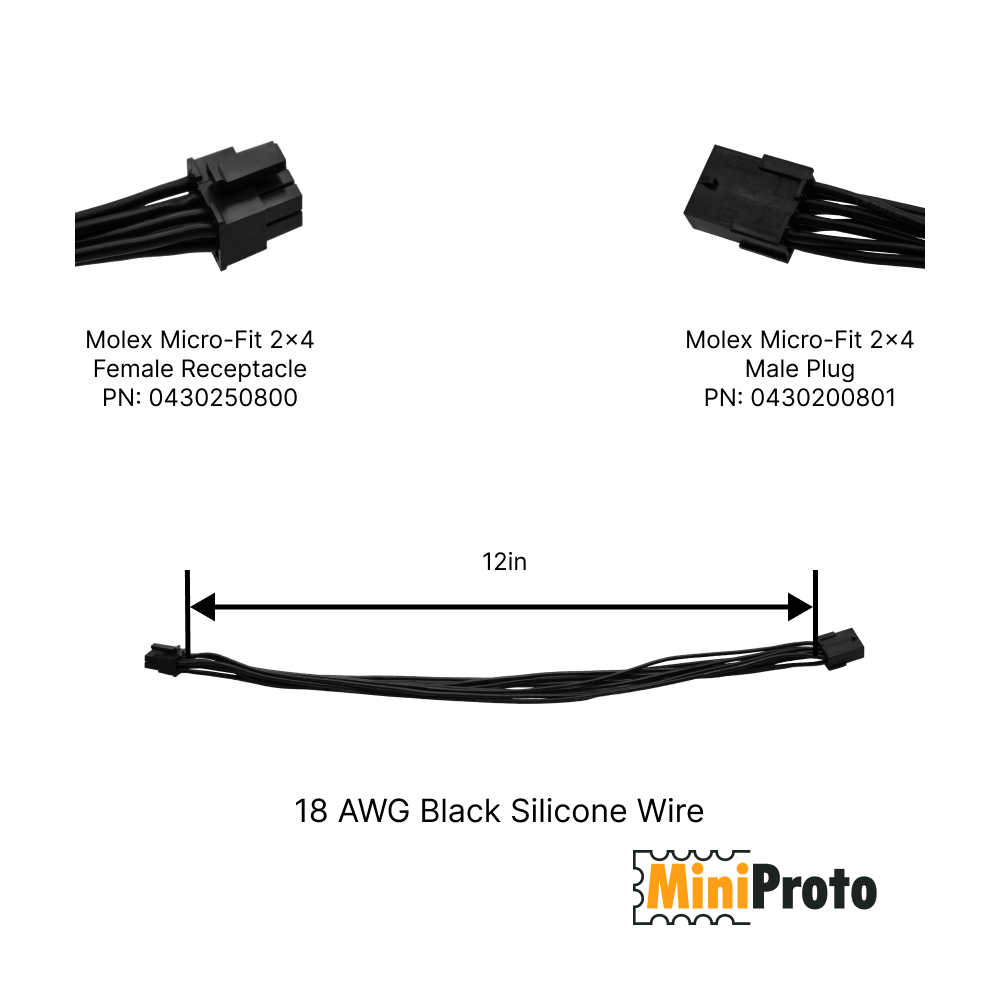 Molex Micro-Fit 2×4
Female Receptacle
PN: 0430250800
Molex Micro-Fit 2×4
Male Plug
PN: 0430200801
12in
18 AWG Black Silicone Wire
MiniProto